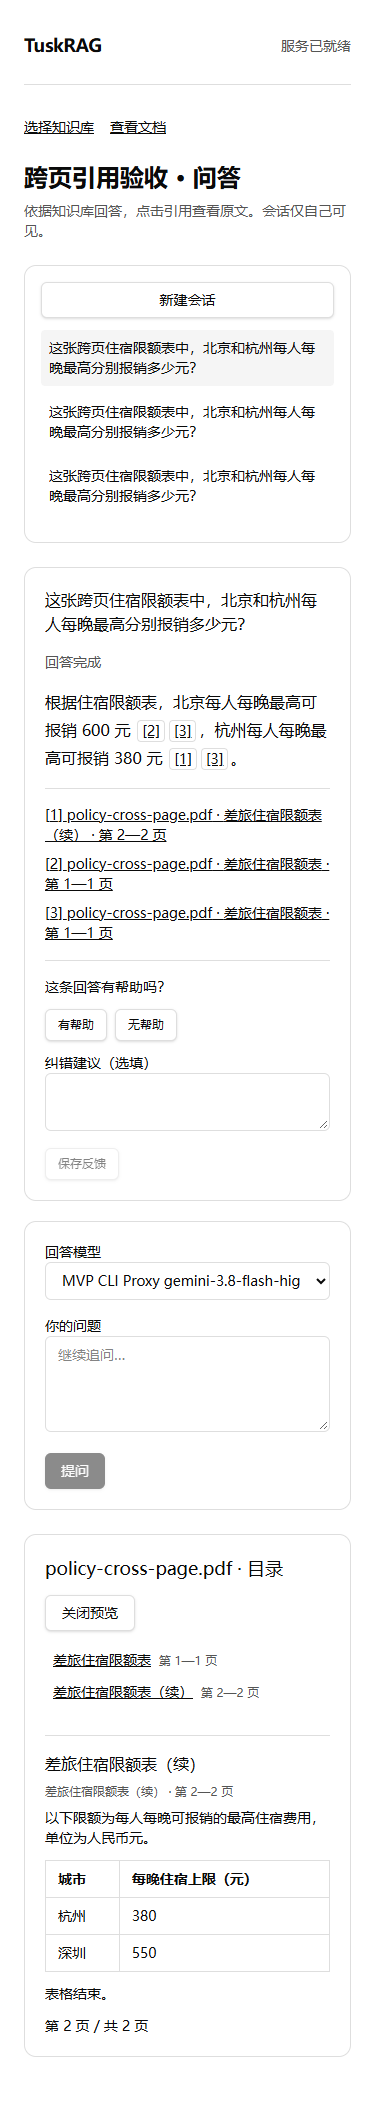 TuskRAG
服务已就绪
选择知识库 查看文档
跨页引用验收 · 问答
依据知识库回答，点击引用查看原文。会话仅自己可
见。
新建会话
这张跨页住宿限额表中，北京和杭州每人每
晚最高分别报销多少元？
这张跨页住宿限额表中，北京和杭州每人每
晚最高分别报销多少元？
这张跨页住宿限额表中，北京和杭州每人每
晚最高分别报销多少元？
这张跨页住宿限额表中，北京和杭州每
人每晚最高分别报销多少元？
回答完成
根据住宿限额表，北京每人每晚最高可
报销 600 元 [2] [3]，杭州每人每晚最
高可报销 380 元 [1] [3]。
[1] policy-cross-page.pdf · 差旅住宿限额表
（续） · 第 2—2 页
[2] policy-cross-page.pdf · 差旅住宿限额表 ·
第 1—1 页
[3] policy-cross-page.pdf · 差旅住宿限额表 ·
第 1—1 页
这条回答有帮助吗？
有帮助 无帮助
纠错建议（选填）
保存反馈
回答模型
MVP CLI Proxy gemini-3.8-flash-hig
你的问题
继续追问...
提问
policy-cross-page.pdf · 目录
关闭预览
差旅住宿限额表 第 1—1 页
差旅住宿限额表（续） 第 2—2 页
差旅住宿限额表（续）
差旅住宿限额表（续） · 第 2—2 页
以下限额为每人每晚可报销的最高住宿费用，
单位为人民币元。
城市 每晚住宿上限（元）
杭州 380
深圳 550
表格结束。
第 2 页 / 共 2 页